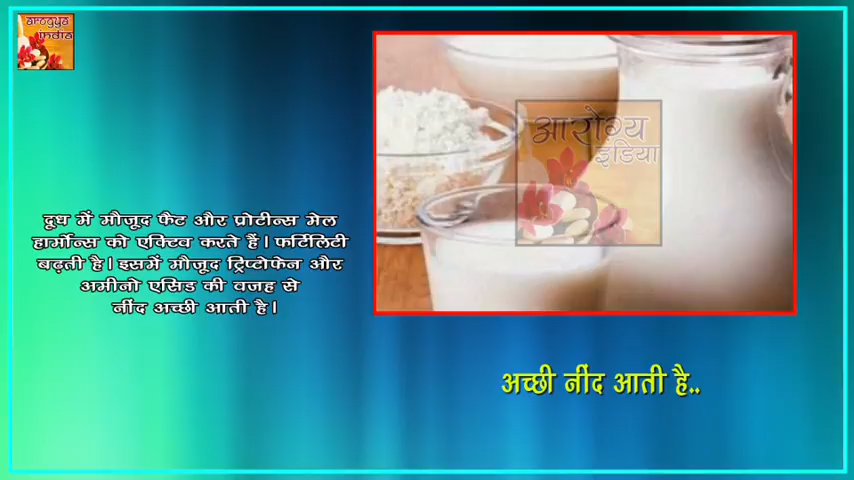 दूध में मौजूद फैट और प्रोटीन्स मेल
हार्मोन्स को एक्टिव करते हैं। फर्टिलिटी
बढ़ती है। इसमें मौजूद ट्रिप्टोफेन और
अमीनो एसिड की वजह से
नींद अच्छी आती है।
आरोग्य
इंडिया
अच्छी नींद आती है..